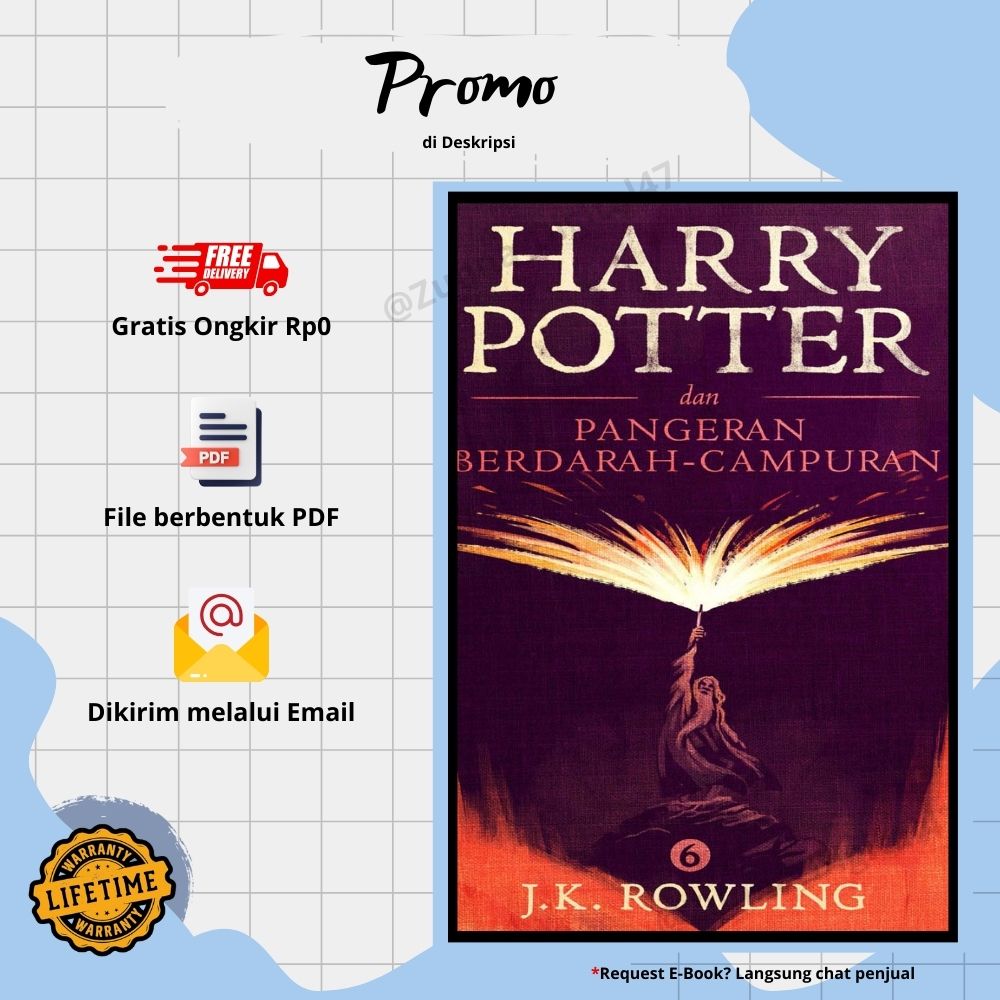 Promo
di Deskripsi
FREE
DELIVERY
Gratis Ongkir Rp0
PDF
File berbentuk PDF
@
Dikirim melalui Email
WARRANTY
LIFETIME
WARRANTY
HARRY
POTTER
dan
PANGERAN
BERDARAH-CAMPURAN
6
J.K. ROWLING
*Request E-Book? Langsung chat penjual